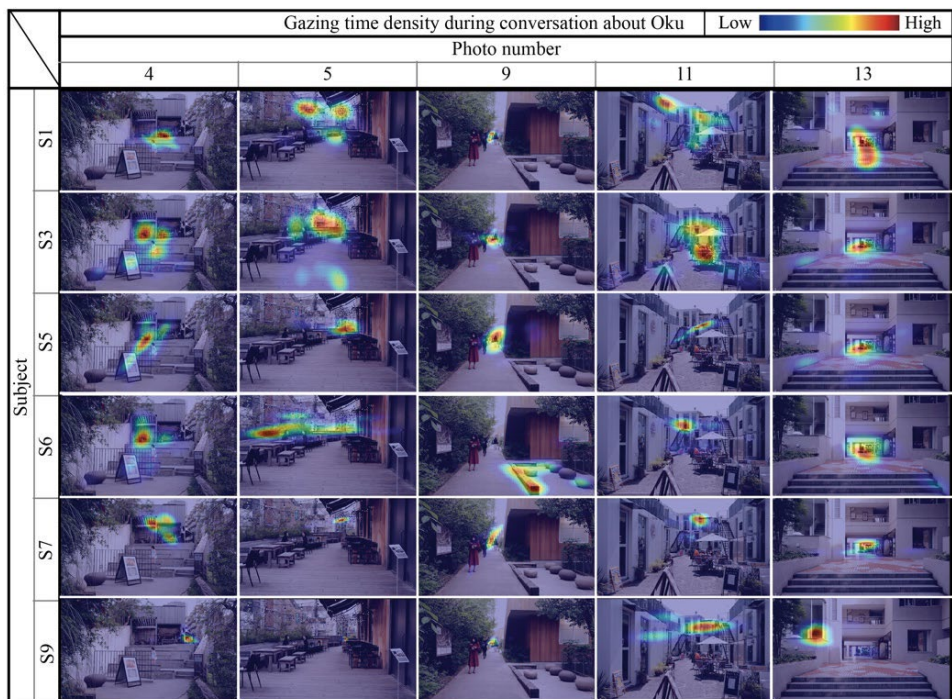 Gazing time density during conversation about Oku
Low High
Photo number
4 5 9 11 13
Subject
S1
S3
S5
S6
S7
S9